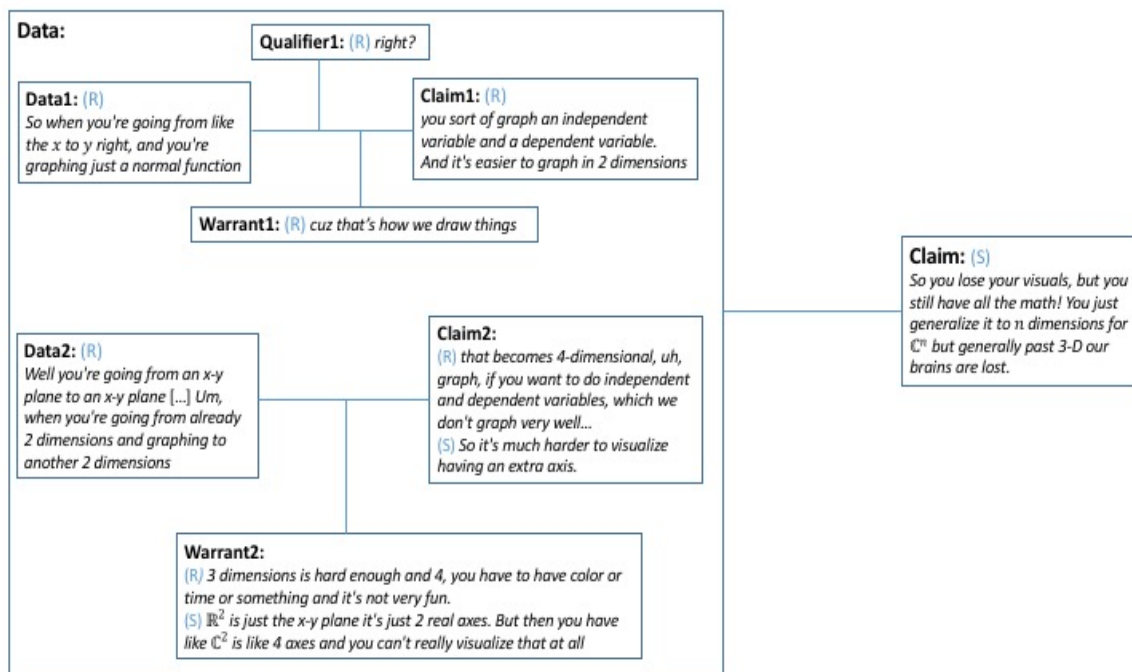 Data:
Qualifier1: (R) right?
Data1: (R)
So when you're going from like
the x to y right, and you're
graphing just a normal function
Claim1: (R)
you sort of graph an independent
variable and a dependent variable.
And it's easier to graph in 2 dimensions
Warrant1: (R) cuz that's how we draw things
Data2: (R)
Well you're going from an x-y
plane to an x-y plane [...] Um,
when you're going from already
2 dimensions and graphing to
another 2 dimensions
Claim2:
(R) that becomes 4-dimensional, uh,
graph, if you want to do independent
and dependent variables, which we
don't graph very well...
(S) So it's much harder to visualize
having an extra axis.
Warrant2:
(R) 3 dimensions is hard enough and 4, you have to have color or
time or something and it's not very fun.
(S) ℝ² is just the x-y plane it's just 2 real axes. But then you have
like ℂ² is like 4 axes and you can't really visualize that at all
Claim: (S)
So you lose your visuals, but you
still have all the math! You just
generalize it to n dimensions for
ℂⁿ but generally past 3-D our
brains are lost.